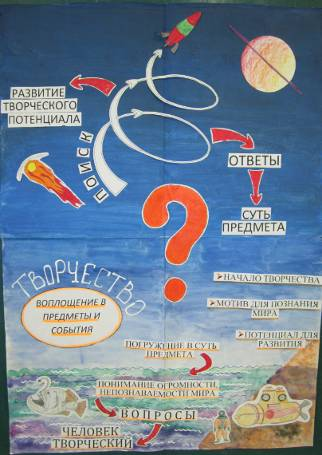 РАЗВИТИЕ
ТВОРЧЕСКОГО
ПОТЕНЦИАЛА
ПОИСК
ОТВЕТЫ
СУТЬ
ПРЕДМЕТА
?
ТВОРЧЕСТВО
ВОПЛОЩЕНИЕ В
ПРЕДМЕТЫ И
СОБЫТИЯ
НАЧАЛО ТВОРЧЕСТВА
МОТИВ ДЛЯ ПОЗНАНИЯ
МИРА
ПОТЕНЦИАЛ ДЛЯ
РАЗВИТИЯ
ПОГРУЖЕНИЕ В СУТЬ
ПРЕДМЕТА
ПОНИМАНИЕ ОГРОМНОСТИ,
НЕПОЗНАВАЕМОСТИ МИРА
ВОПРОСЫ
ЧЕЛОВЕК
ТВОРЧЕСКИЙ